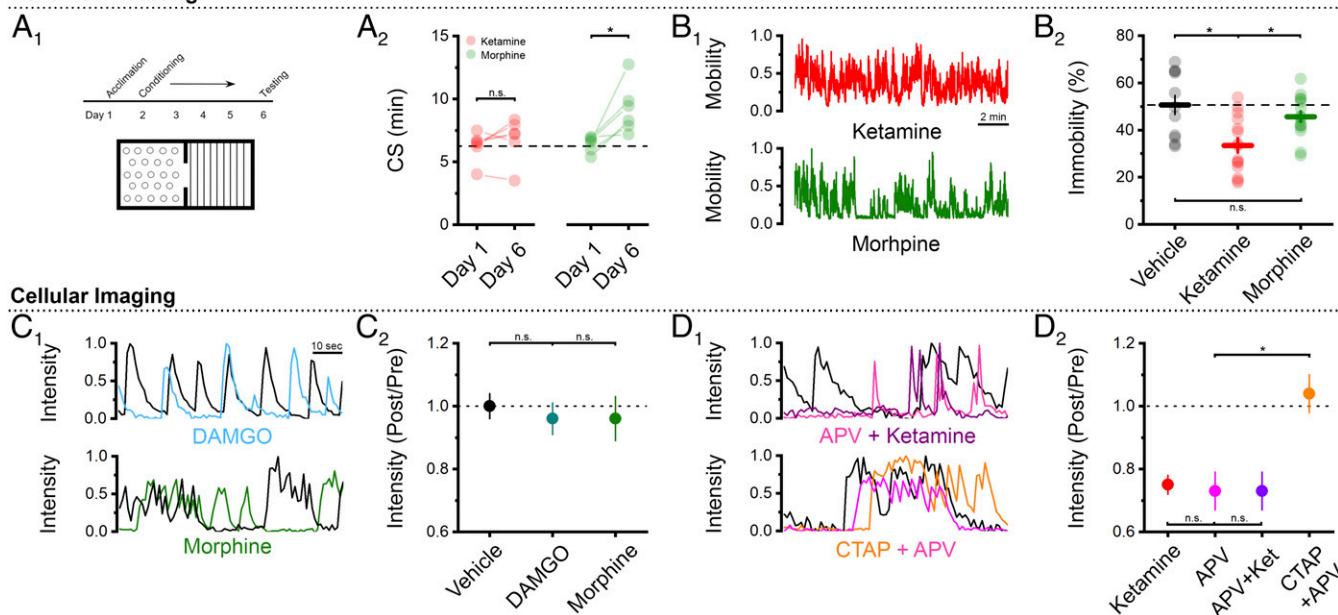 A1
Acclimation
Conditioning
Testing
Day 1 2 3 4 5 6
A2
CS (min)
15
10
5
0
Ketamine
Morphine
n.s.
*
Day 1
Day 6
Day 1
Day 6
B1
Mobility
1.0
0.5
0.0
Ketamine
2 min
Mobility
1.0
0.5
0.0
Morhpine
B2
Immobility (%)
80
60
40
20
0
*
*
n.s.
Vehicle
Ketamine
Morphine
Cellular Imaging
C1
Intensity
1.0
0.5
0.0
10 sec
DAMGO
Intensity
1.0
0.5
0.0
Morphine
C2
Intensity (Post/Pre)
1.2
1.0
0.8
0.6
n.s.
n.s.
Vehicle
DAMGO
Morphine
D1
Intensity
1.0
0.5
0.0
APV + Ketamine
Intensity
1.0
0.5
0.0
CTAP + APV
D2
Intensity (Post/Pre)
1.2
1.0
0.8
0.6
*
n.s.
n.s.
Ketamine
APV
APV+Ket
CTAP
+APV